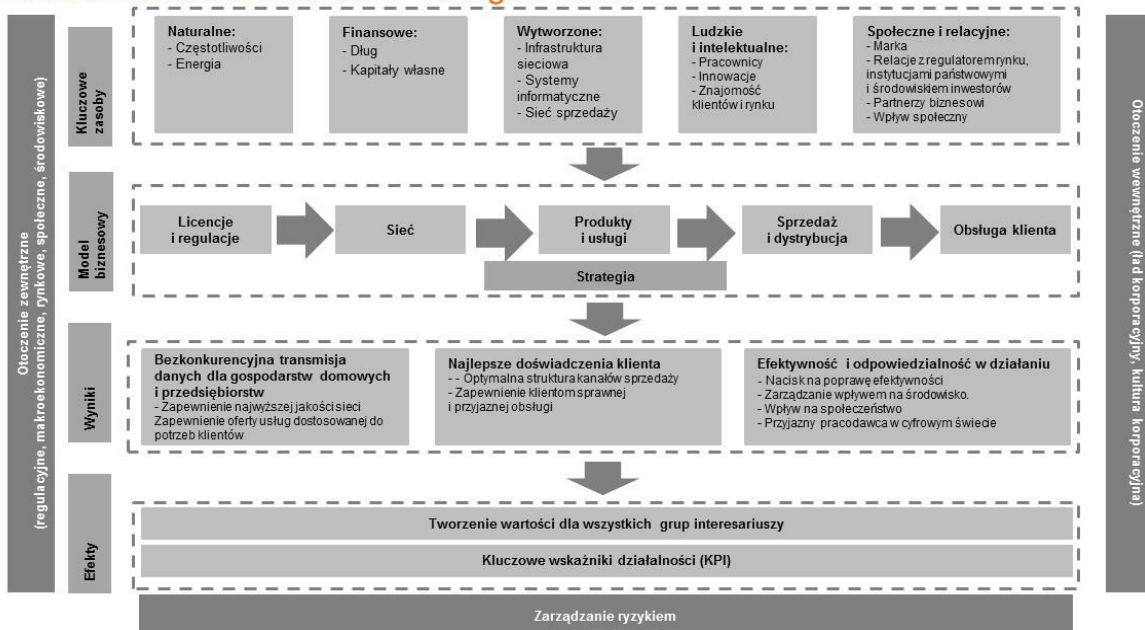 Otoczenie zewnętrzne
(regulacyjne, makroekonomiczne, rynkowe, społeczne, środowiskowe)
Kluczowe
zasoby
Naturalne:
- Częstotliwości
- Energia
Finansowe:
- Dług
- Kapitały własne
Wytworzone:
- Infrastruktura
sieciowa
- Systemy
informatyczne
- Sieć sprzedaży
Ludzkie
i intelektualne:
- Pracownicy
- Innowacje
- Znajomość
klientów i rynku
Społeczne i relacyjne:
- Marka
- Relacje z regulatorem rynku,
instytucjami państwowymi
i środowiskiem inwestorów
- Partnerzy biznesowi
- Wpływ społeczny
Model
biznesowy
Licencje
i regulacje
Sieć
Produkty
i usługi
Sprzedaż
i dystrybucja
Obsługa klienta
Strategia
Wyniki
Bezkonkurencyjna transmisja
danych dla gospodarstw domowych
i przedsiębiorstw
- Zapewnienie najwyższej jakości sieci
Zapewnienie oferty usług dostosowanej do
potrzeb klientów
Najlepsze doświadczenia klienta
- - Optymalna struktura kanałów sprzedaży
- Zapewnienie klientom sprawnej
i przyjaznej obsługi
Efektywność i odpowiedzialność w działaniu
- Nacisk na poprawę efektywności
- Zarządzanie wpływem na środowisko.
- Wpływ na społeczeństwo
- Przyjazny pracodawca w cyfrowym świecie
Efekty
Tworzenie wartości dla wszystkich grup interesariuszy
Kluczowe wskaźniki działalności (KPI)
Zarządzanie ryzykiem
Otoczenie wewnętrzne (ład korporacyjny, kultura korporacyjna)